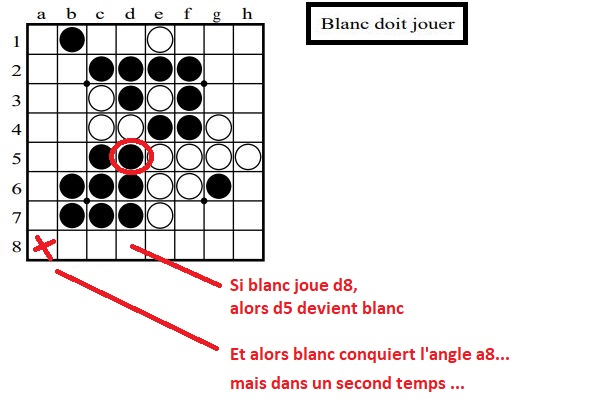 a b c d e f g h
Blanc doit jouer
1
2
3
4
5
6
7
8
Si blanc joue d8,
alors d5 devient blanc
Et alors blanc conquiert l'angle a8...
mais dans un second temps ...